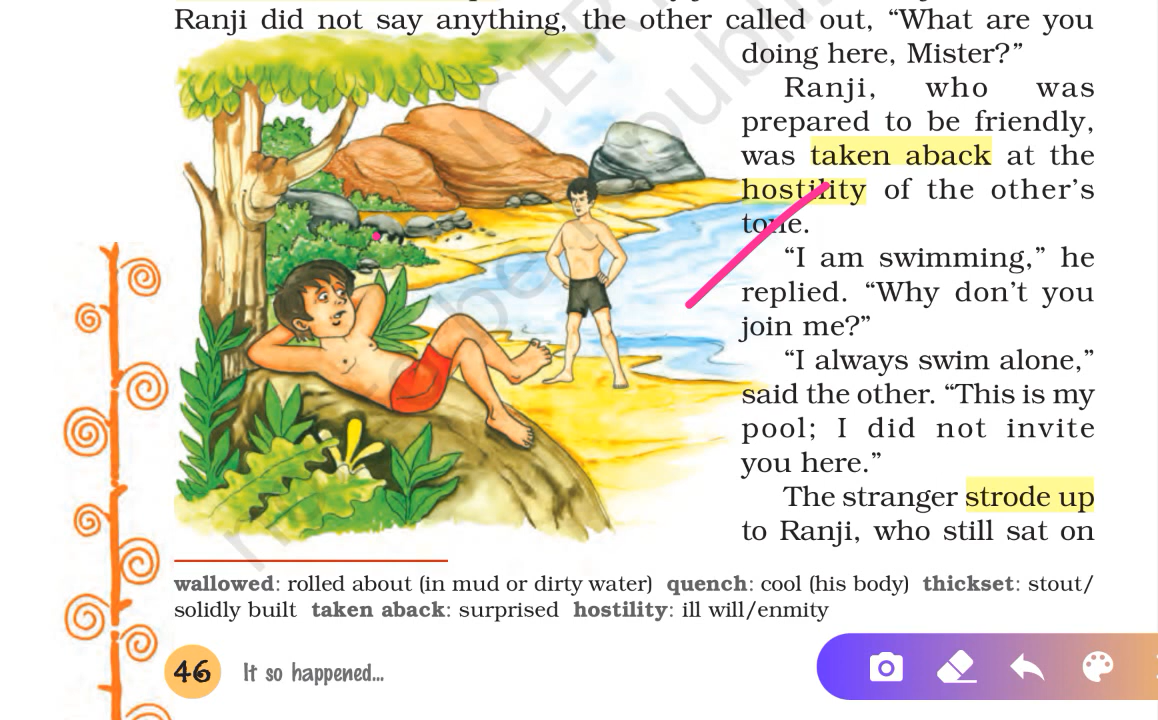 Ranji did not say anything, the other called out, “What are you
doing here, Mister?”
Ranji, who was
prepared to be friendly,
was taken aback at the
hostility of the other’s
tone.
“I am swimming,” he
replied. “Why don’t you
join me?”
“I always swim alone,”
said the other. “This is my
pool; I did not invite
you here.”
The stranger strode up
to Ranji, who still sat on
wallowed: rolled about (in mud or dirty water) quench: cool (his body) thickset: stout/
solidly built taken aback: surprised hostility: ill will/enmity
46 It so happened...